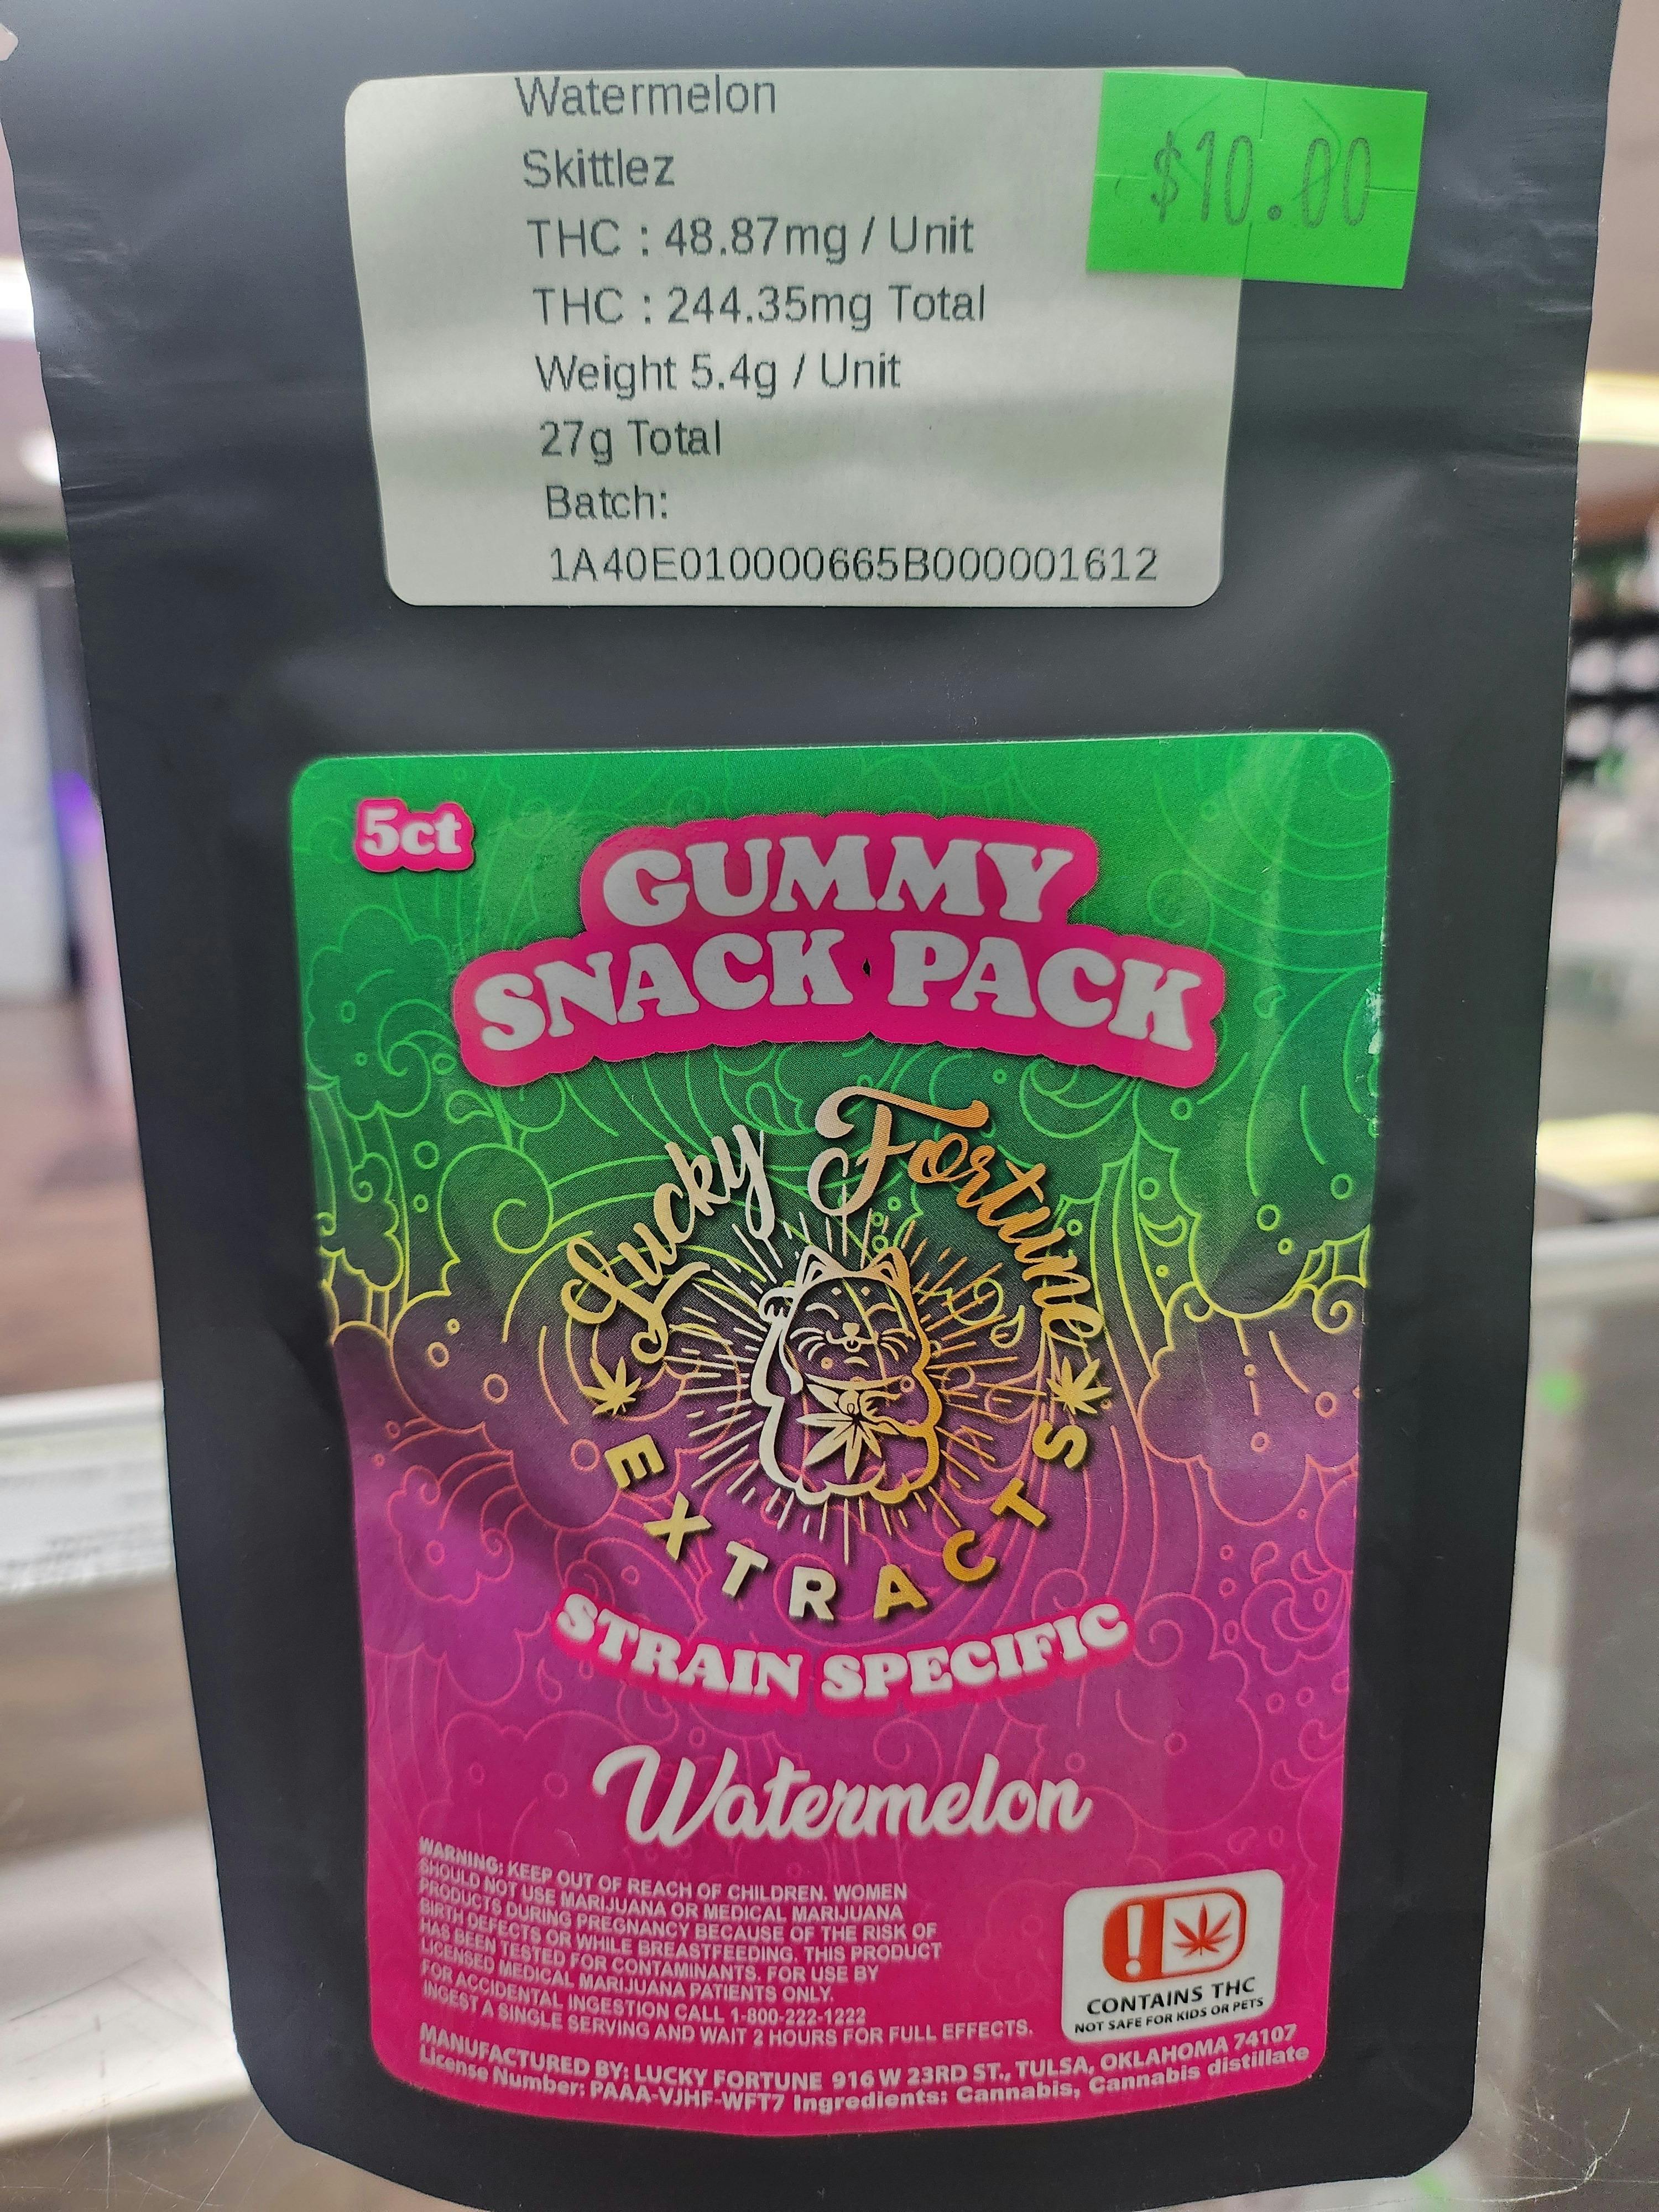 Watermelon
Skittlez
THC : 48.87mg / Unit
THC : 244.35mg Total
Weight 5.4g / Unit
27g Total
Batch:
1A40E010000665B000001612
$10.00
5ct
GUMMY
SNACK PACK
Lucky Fortune
EXTRACTS
STRAIN SPECIFIC
Watermelon
WARNING: KEEP OUT OF REACH OF CHILDREN. WOMEN
SHOULD NOT USE MARIJUANA OR MEDICAL MARIJUANA
PRODUCTS DURING PREGNANCY BECAUSE OF THE RISK OF
BIRTH DEFECTS OR WHILE BREASTFEEDING. THIS PRODUCT
HAS BEEN TESTED FOR CONTAMINANTS. FOR USE BY
LICENSED MEDICAL MARIJUANA PATIENTS ONLY.
FOR ACCIDENTAL INGESTION CALL 1-800-222-1222
INGEST A SINGLE SERVING AND WAIT 2 HOURS FOR FULL EFFECTS.
CONTAINS THC
NOT SAFE FOR KIDS OR PETS
MANUFACTURED BY: LUCKY FORTUNE 916 W 23RD ST., TULSA, OKLAHOMA 74107
License Number: PAAA-VJHF-WFT7 Ingredients: Cannabis, Cannabis distillate